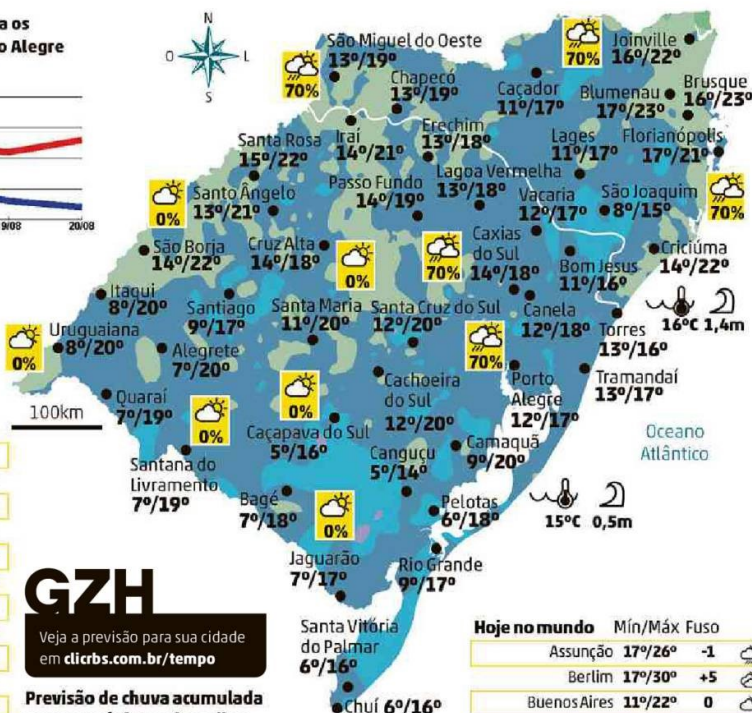 a os
o Alegre
9/08
20/08
N
O
L
S
São Miguel do Oeste
13º/19º
70%
Chapecó
13º/19º
Caçador
11º/17º
70%
Joinville
16º/22º
Blumenau
17º/23º
Brusque
16º/23º
Santa Rosa
15º/22º
Iraí
14º/21º
Erechim
13º/18º
Lages
11º/17º
Florianópolis
17º/21º
0%
Santo Ângelo
13º/21º
Passo Fundo
14º/19º
Lagoa Vermelha
13º/18º
Vacaria
12º/17º
São Joaquim
8º/15º
70%
São Borja
14º/22º
Cruz Alta
14º/18º
0%
70%
Caxias
do Sul
14º/18º
Bom Jesus
11º/16º
Criciúma
14º/22º
Itaqui
8º/20º
Santiago
9º/17º
Santa Maria
11º/20º
Santa Cruz do Sul
12º/20º
Canela
12º/18º
Torres
13º/16º
16ºC 1,4m
0%
Uruguaiana
8º/20º
Alegrete
7º/20º
70%
Tramandaí
13º/17º
Quaraí
7º/19º
100km
0%
0%
Cachoeira
do Sul
12º/20º
Porto
Alegre
12º/17º
Oceano
Atlântico
Caçapava do Sul
5º/16º
Canguçu
5º/14º
Camaquã
9º/20º
Santana do
Livramento
7º/19º
Bagé
7º/18º
0%
Pelotas
6º/18º
15ºC 0,5m
Jaguarão
7º/17º
Rio Grande
9º/17º
GZH
Veja a previsão para sua cidade
em clicrbs.com.br/tempo
Santa Vitória
do Palmar
6º/16º
Chuí 6º/16º
Previsão de chuva acumulada
Hoje no mundo Mín/Máx Fuso
Assunção 17º/26º -1
Berlim 17º/30º +5
Buenos Aires 11º/22º 0